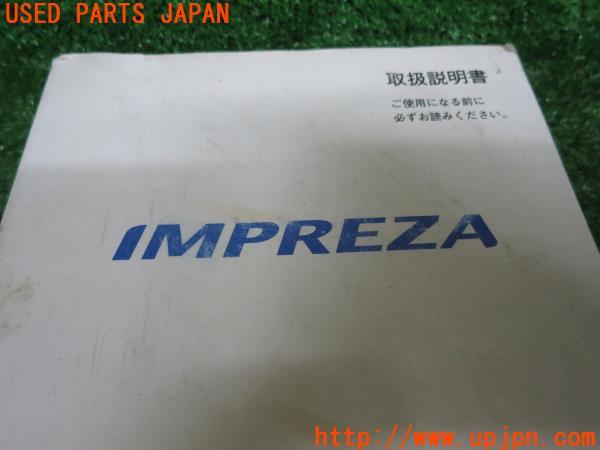 USED PARTS JAPAN
取扱説明書
ご使用になる前に
必ずお読みください。
IMPREZA
http://www.upjpn.com